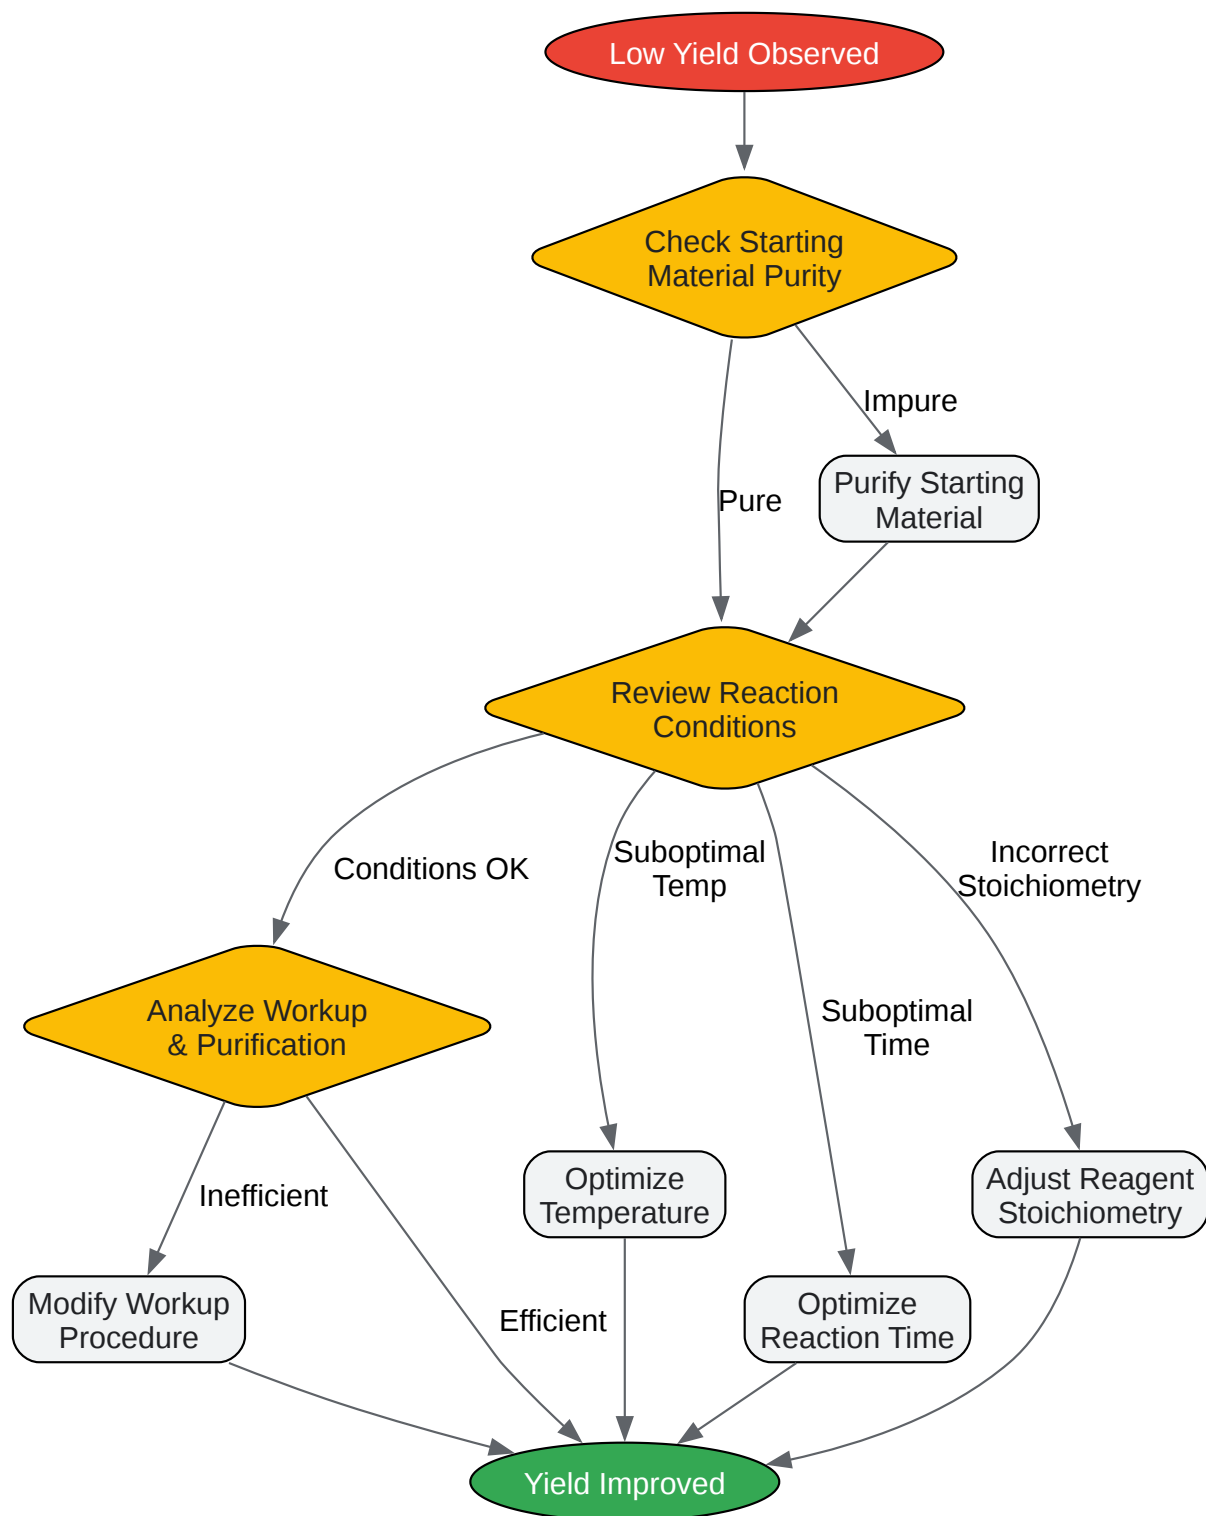 Low Yield Observed
Check Starting
Material Purity
Impure
Pure
Purify Starting
Material
Review Reaction
Conditions
Conditions OK
Suboptimal
Temp
Incorrect
Stoichiometry
Suboptimal
Time
Analyze Workup
& Purification
Inefficient
Optimize
Temperature
Adjust Reagent
Stoichiometry
Modify Workup
Procedure
Efficient
Optimize
Reaction Time
Yield Improved